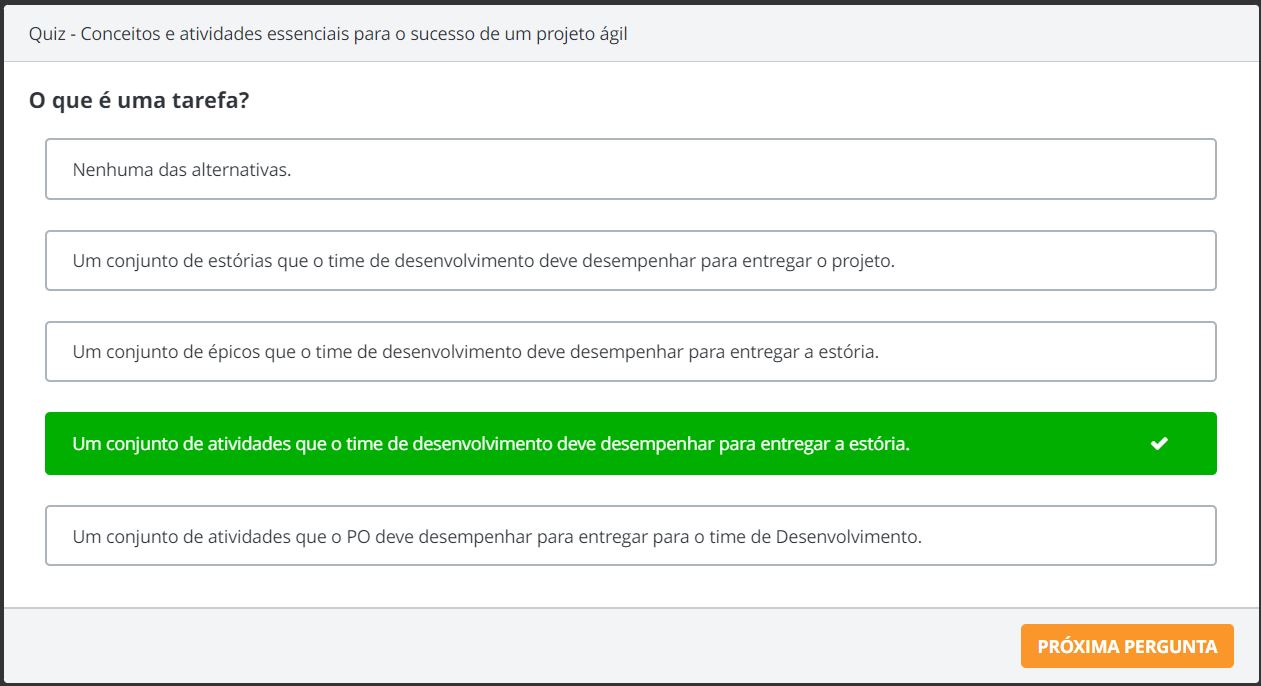 Quiz - Conceitos e atividades essenciais para o sucesso de um projeto ágil
O que é uma tarefa?
Nenhuma das alternativas.
Um conjunto de estórias que o time de desenvolvimento deve desempenhar para entregar o projeto.
Um conjunto de épicos que o time de desenvolvimento deve desempenhar para entregar a estória.
Um conjunto de atividades que o time de desenvolvimento deve desempenhar para entregar a estória.
Um conjunto de atividades que o PO deve desempenhar para entregar para o time de Desenvolvimento.
PRÓXIMA PERGUNTA